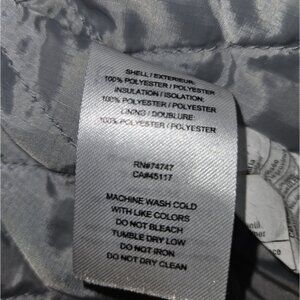 SHELL / EXTERIEUR:
100% POLYESTER / POLYESTER
INSULATION / ISOLATION:
100% POLYESTER / POLYESTER
LINING / DOUBLURE:
100% POLYESTER / POLYESTER
RN#74747
CA#45117
MACHINE WASH COLD
WITH LIKE COLORS
DO NOT BLEACH
TUMBLE DRY LOW
DO NOT IRON
DO NOT DRY CLEAN